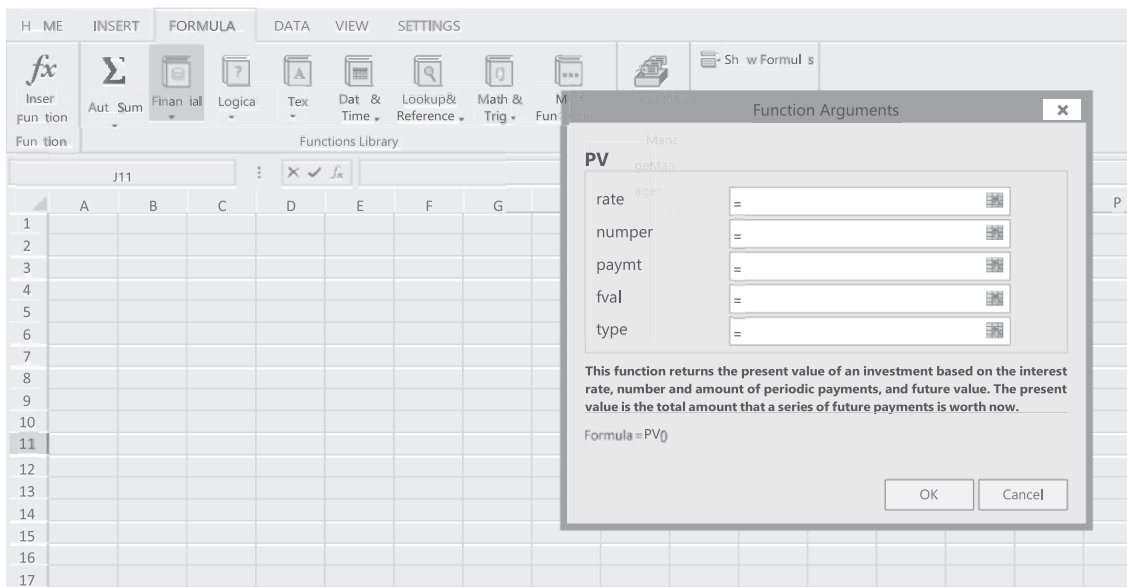 H ME INSERT FORMULA DATA VIEW SETTINGS
fx Σ ? A
Inser
Fun tion
Aut Sum
Finan ial
Logica
Tex
Dat &
Time
Lookup&
Reference
Math &
Trig
Fun
Sh w Formul s
Fun tion
Functions Library
J11
fx
A B C D E F G P
1
2
3
4
5
6
7
8
9
10
11
12
13
14
15
16
17
Function Arguments
PV
rate =
numper =
paymt =
fval =
type =
This function returns the present value of an investment based on the interest
rate, number and amount of periodic payments, and future value. The present
value is the total amount that a series of future payments is worth now.
Formula = PV()
OK Cancel